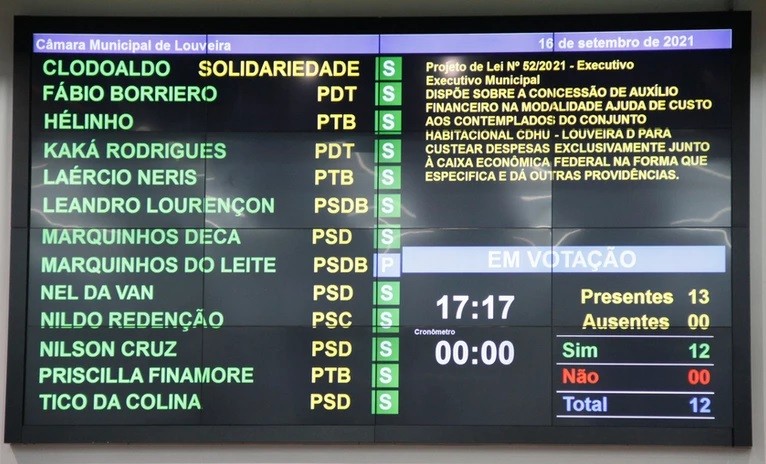 Câmara Municipal de Louveira
16 de setembro de 2021
CLODOALDO SOLIDARIEDADE S
FÁBIO BORRIERO PDT S
HÉLINHO PTB S
KAKÁ RODRIGUES PDT S
LAÉRCIO NERIS PTB S
LEANDRO LOURENÇON PSDB S
MARQUINHOS DECA PSD S
MARQUINHOS DO LEITE PSDB P
NEL DA VAN PSD S
NILDO REDENÇÃO PSC S
NILSON CRUZ PSD S
PRISCILLA FINAMORE PTB S
TICO DA COLINA PSD S
Projeto de Lei Nº 52/2021 - Executivo
Executivo Municipal
DISPÕE SOBRE A CONCESSÃO DE AUXÍLIO
FINANCEIRO NA MODALIDADE AJUDA DE CUSTO
AOS CONTEMPLADOS DO CONJUNTO
HABITACIONAL CDHU - LOUVEIRA D PARA
CUSTEAR DESPESAS EXCLUSIVAMENTE JUNTO
À CAIXA ECONÔMICA FEDERAL NA FORMA QUE
ESPECIFICA E DÁ OUTRAS PROVIDÊNCIAS.
EM VOTAÇÃO
17:17
Cronômetro
00:00
Presentes 13
Ausentes 00
Sim 12
Não 00
Total 12